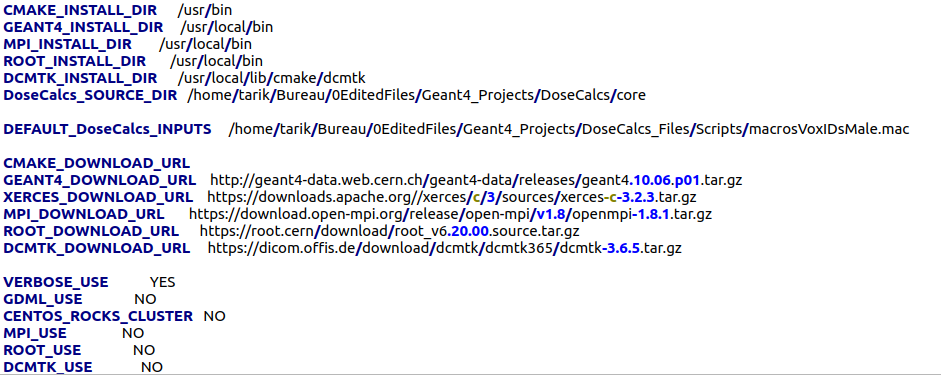 CMAKE_INSTALL_DIR /usr/bin
GEANT4_INSTALL_DIR /usr/local/bin
MPI_INSTALL_DIR /usr/local/bin
ROOT_INSTALL_DIR /usr/local/bin
DCMTK_INSTALL_DIR /usr/local/lib/cmake/dcmtk
DoseCalcs_SOURCE_DIR /home/tarik/Bureau/0EditedFiles/Geant4_Projects/DoseCalcs/core
DEFAULT_DoseCalcs_INPUTS /home/tarik/Bureau/0EditedFiles/Geant4_Projects/DoseCalcs_Files/Scripts/macrosVoxIDsMale.mac
CMAKE_DOWNLOAD_URL
GEANT4_DOWNLOAD_URL http://geant4-data.web.cern.ch/geant4-data/releases/geant4.10.06.p01.tar.gz
XERCES_DOWNLOAD_URL https://downloads.apache.org//xerces/c/3/sources/xerces-c-3.2.3.tar.gz
MPI_DOWNLOAD_URL https://download.open-mpi.org/release/open-mpi/v1.8/openmpi-1.8.1.tar.gz
ROOT_DOWNLOAD_URL https://root.cern/download/root_v6.20.00.source.tar.gz
DCMTK_DOWNLOAD_URL https://dicom.offis.de/download/dcmtk/dcmtk365/dcmtk-3.6.5.tar.gz
VERBOSE_USE YES
GDML_USE NO
CENTOS_ROCKS_CLUSTER NO
MPI_USE NO
ROOT_USE NO
DCMTK_USE NO